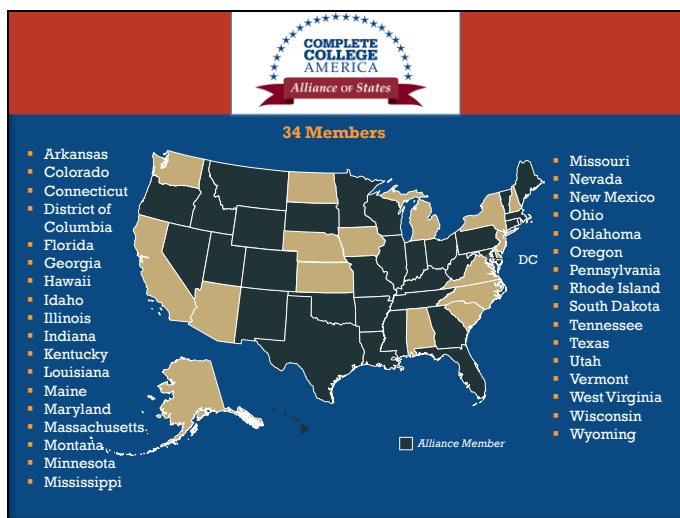 COMPLETE
COLLEGE
AMERICA
Alliance OF States
34 Members
Arkansas
Colorado
Connecticut
District of
Columbia
Florida
Georgia
Hawaii
Idaho
Illinois
Indiana
Kentucky
Louisiana
Maine
Maryland
Massachusetts
Montana
Minnesota
Mississippi
DC
Alliance Member
Missouri
Nevada
New Mexico
Ohio
Oklahoma
Oregon
Pennsylvania
Rhode Island
South Dakota
Tennessee
Texas
Utah
Vermont
West Virginia
Wisconsin
Wyoming